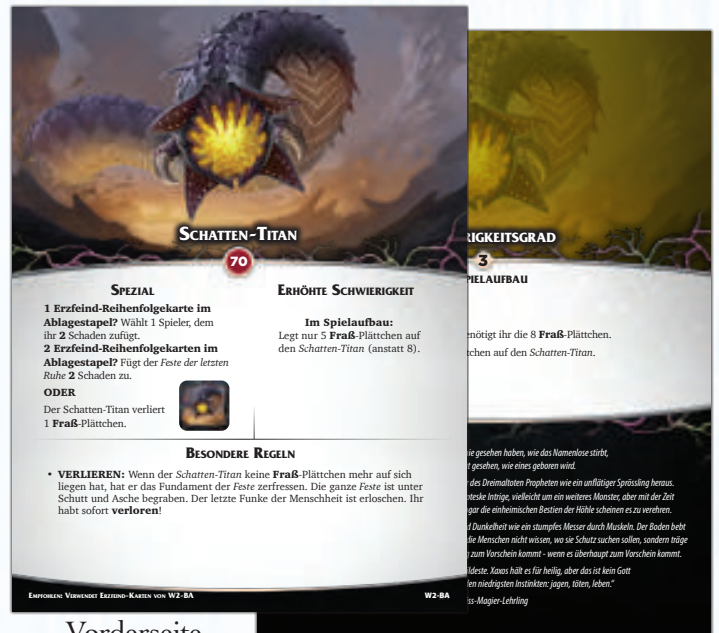 SCHATTEN-TITAN
70
SPEZIAL
1 Erzfeind-Reihenfolgekarte im
Ablagestapel? Wählt 1 Spieler, dem
ihr 2 Schaden zufügt.
2 Erzfeind-Reihenfolgekarten im
Ablagestapel? Fügt der Feste der letzten
Ruhe 2 Schaden zu.
ODER
Der Schatten-Titan verliert
1 Fraß-Plättchen.
ERHÖHTE SCHWIERIGKEIT
Im Spielaufbau:
Legt nur 5 Fraß-Plättchen auf
den Schatten-Titan (anstatt 8).
BESONDERE REGELN
• VERLIEREN: Wenn der Schatten-Titan keine Fraß-Plättchen mehr auf sich
liegen hat, hat er das Fundament der Feste zerfressen. Die ganze Feste ist unter
Schutt und Asche begraben. Der letzte Funke der Menschheit ist erloschen. Ihr
habt sofort verloren!
EMPFOHLEN: VERWENDET ERZFEIND-KARTEN VON W2-BA
W2-BA
RIGKEITSGRAD
3
PIELAUFBAU
enötigt ihr die 8 Fraß-Plättchen.
tchen auf den Schatten-Titan.
nie gesehen haben, wie das Namenlose stirbt,
t gesehen, wie eines geboren wird.
des Dreimaltoten Propheten wie ein unflätiger Sprössling heraus.
oteske Intrige, vielleicht um ein weiteres Monster, aber mit der Zeit
gar die einheimischen Bestien der Höhle scheinen es zu verehren.
d Dunkelheit wie ein stumpfes Messer durch Muskeln. Der Boden bebt
die Menschen nicht wissen, wo sie Schutz suchen sollen, sondern träge
zum Vorschein kommt - wenn es überhaupt zum Vorschein kommt.
ildeste. Xaxos hält es für heilig, aber das ist kein Gott
len niedrigsten Instinkten: jagen, töten, leben."
iss-Magier-Lehrling
Vorderseite